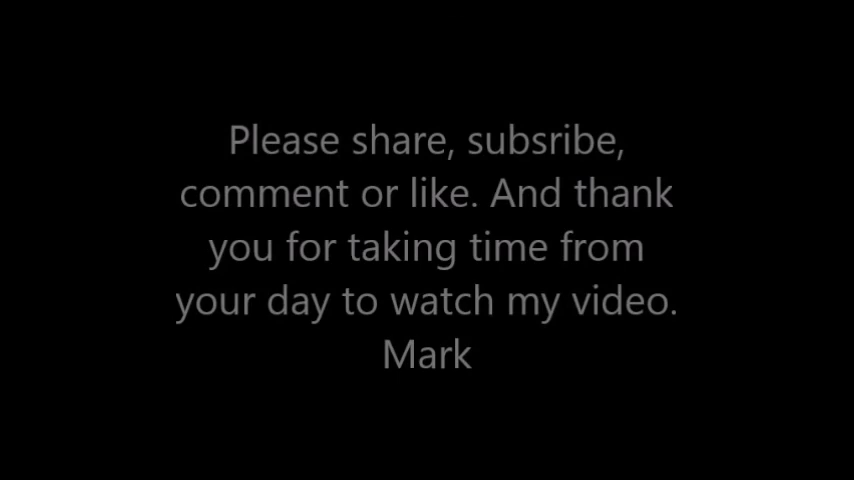 Please share, subsribe,
comment or like. And thank
you for taking time from
your day to watch my video.
Mark